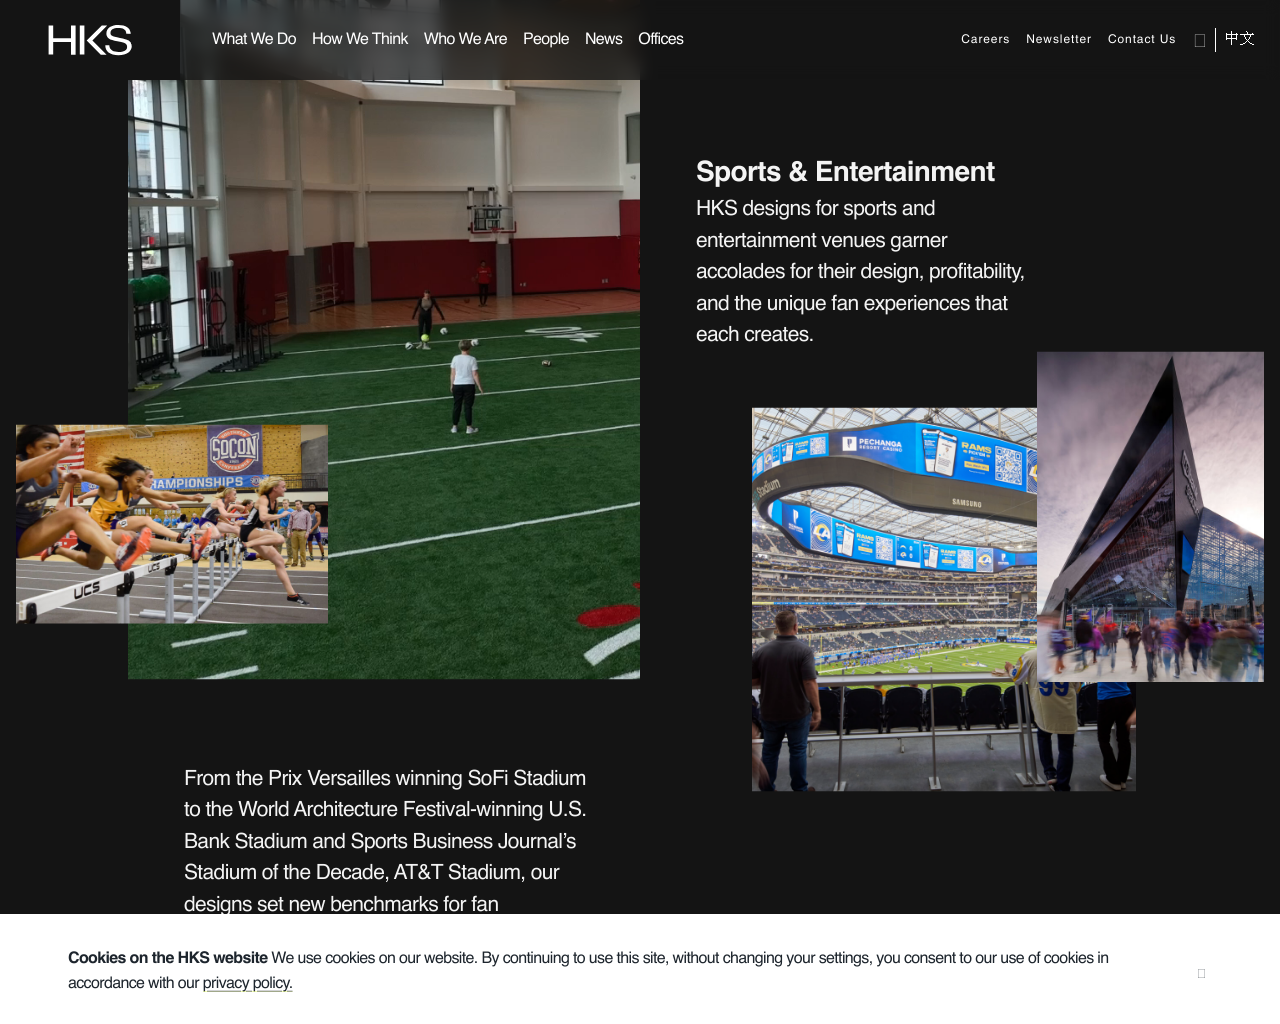 HKS
What We Do How We Think Who We Are People News Offices
Careers Newsletter Contact Us 中文
Sports & Entertainment
HKS designs for sports and
entertainment venues garner
accolades for their design, profitability,
and the unique fan experiences that
each creates.
SOCON
CHAMPIONSHIPS
UCS
UCS
PECHANGA
RESORT CASINO
RAMS
Stadium
SAMSUNG
99
From the Prix Versailles winning SoFi Stadium
to the World Architecture Festival-winning U.S.
Bank Stadium and Sports Business Journal’s
Stadium of the Decade, AT&T Stadium, our
designs set new benchmarks for fan
Cookies on the HKS website We use cookies on our website. By continuing to use this site, without changing your settings, you consent to our use of cookies in
accordance with our privacy policy.